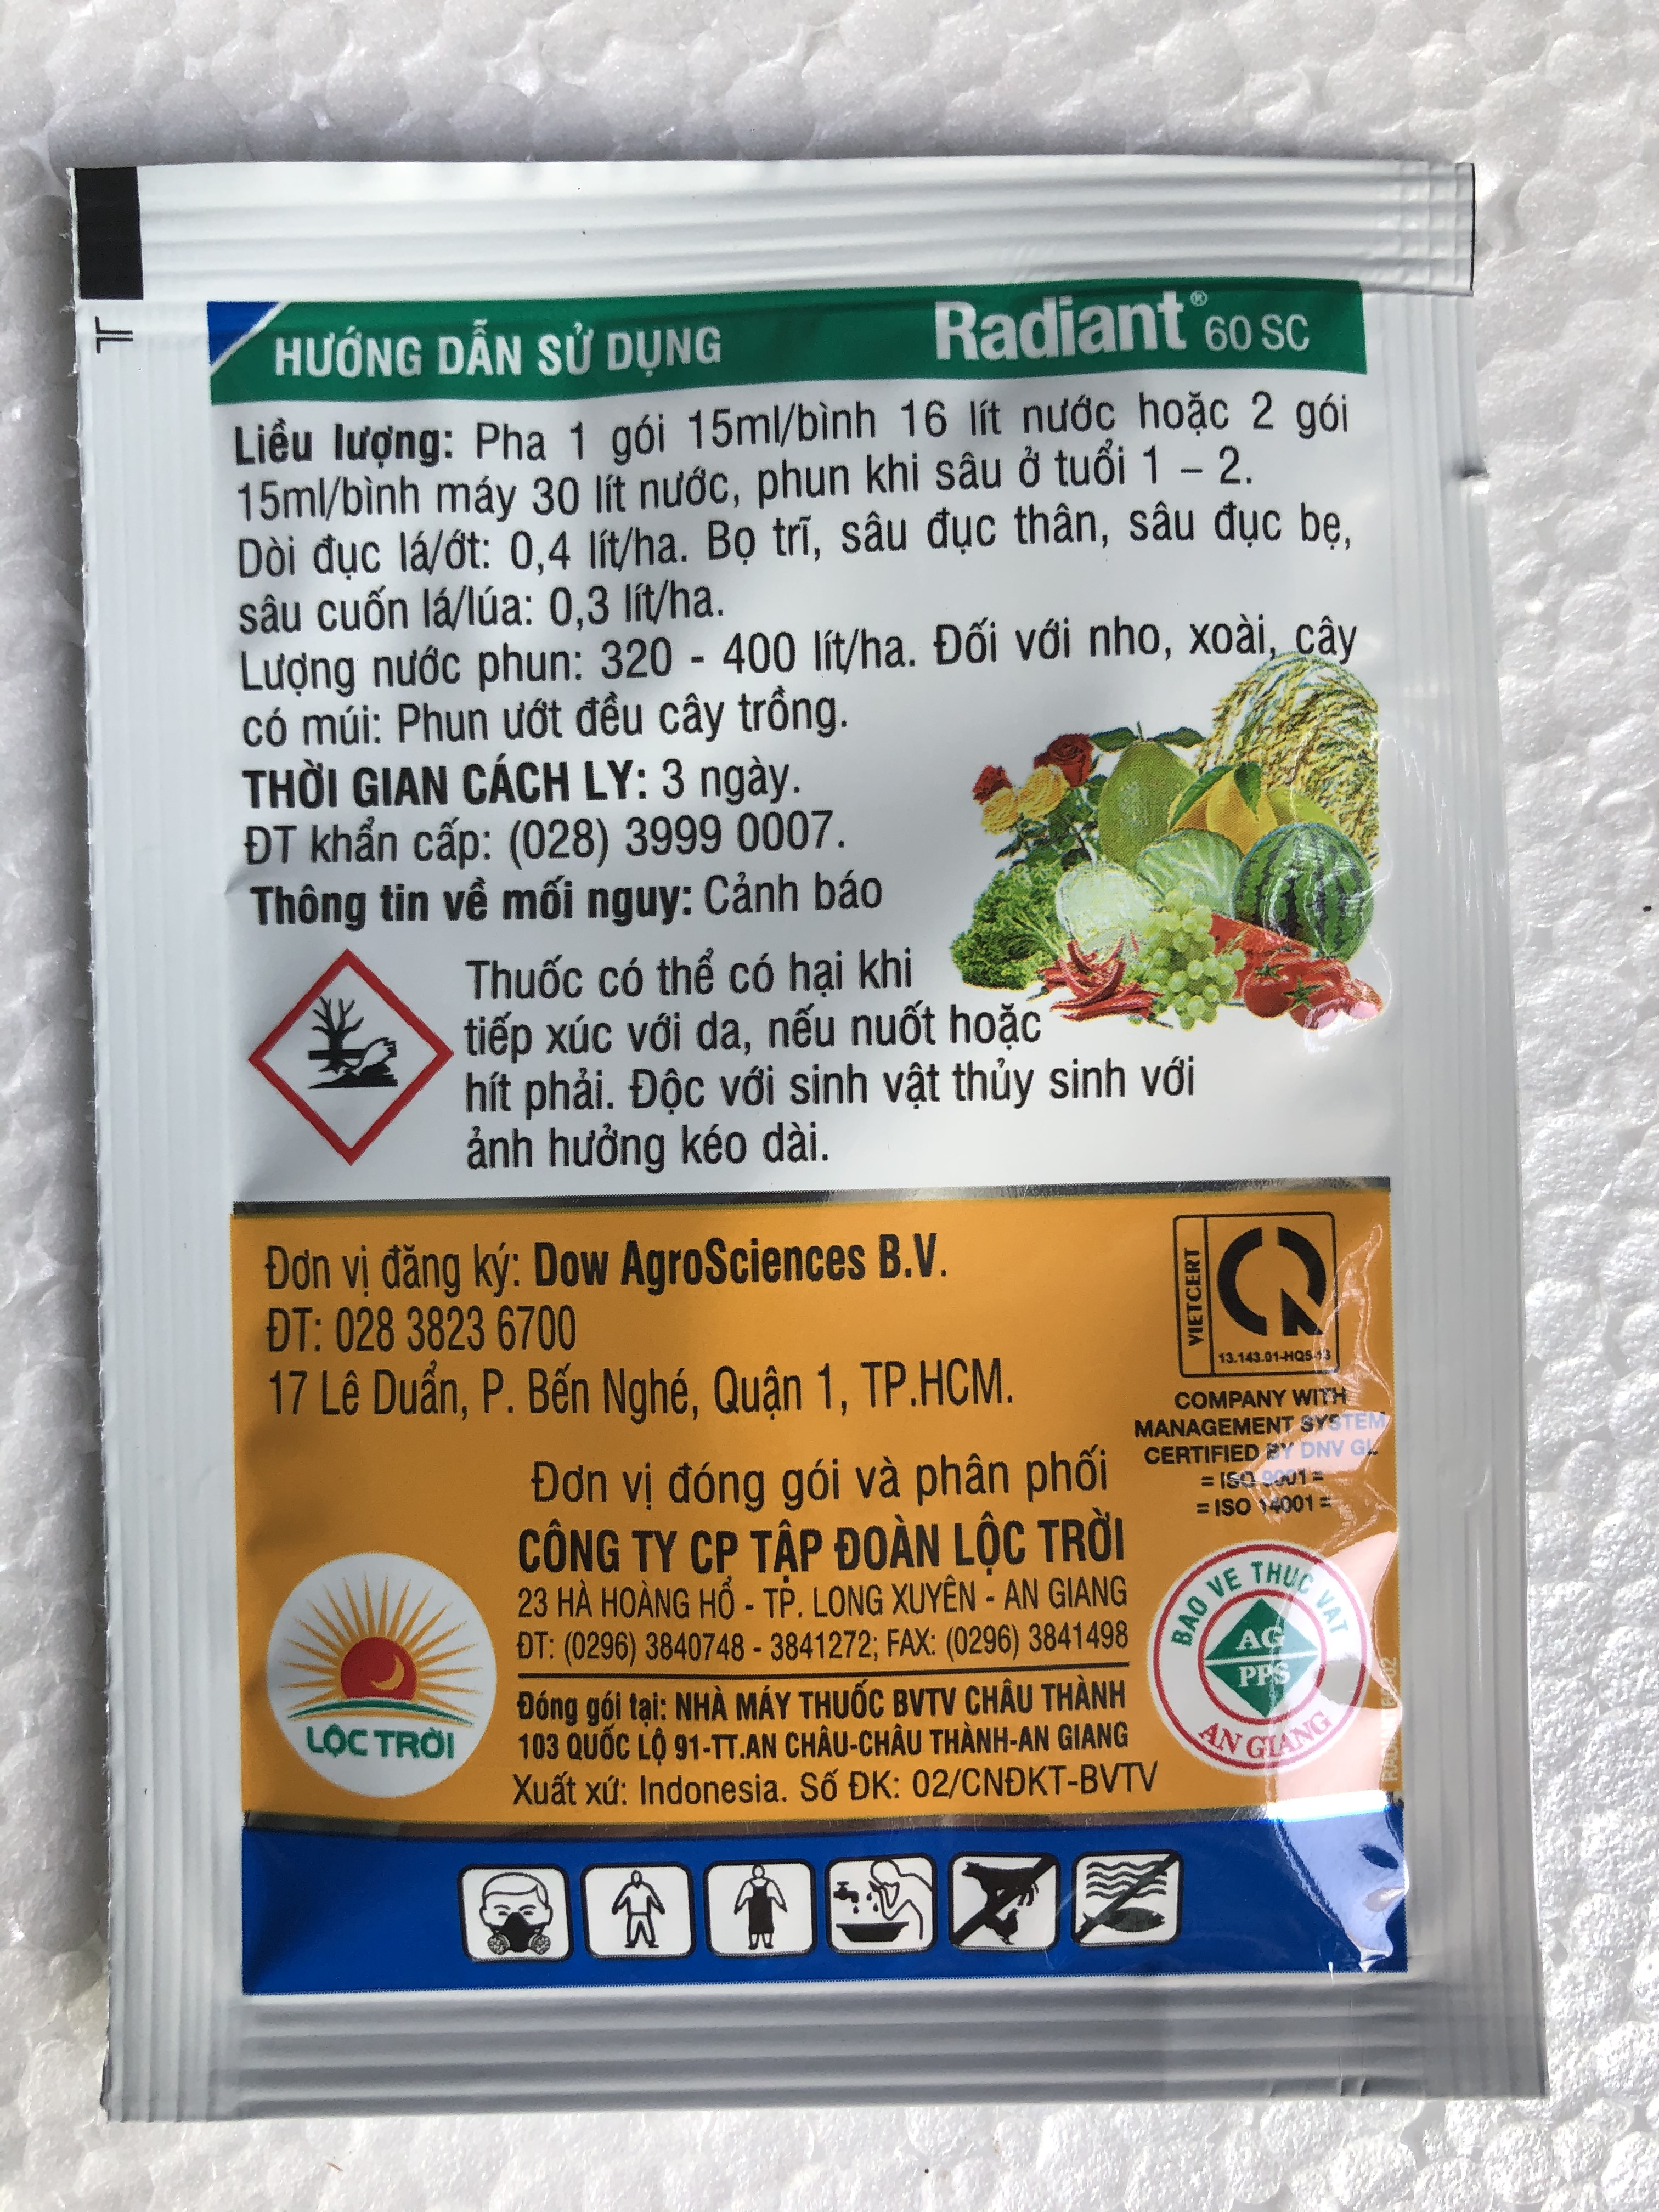 HƯỚNG DẪN SỬ DỤNG
Radiant® 60 SC
Liều lượng: Pha 1 gói 15ml/bình 16 lít nước hoặc 2 gói
15ml/bình máy 30 lít nước, phun khi sâu ở tuổi 1 – 2.
Dòi đục lá/ớt: 0,4 lít/ha. Bọ trĩ, sâu đục thân, sâu đục bẹ,
sâu cuốn lá/lúa: 0,3 lít/ha.
Lượng nước phun: 320 - 400 lít/ha. Đối với nho, xoài, cây
có múi: Phun ướt đều cây trồng.
THỜI GIAN CÁCH LY: 3 ngày.
ĐT khẩn cấp: (028) 3999 0007.
Thông tin về mối nguy: Cảnh báo
Thuốc có thể có hại khi
tiếp xúc với da, nếu nuốt hoặc
hít phải. Độc với sinh vật thủy sinh với
ảnh hưởng kéo dài.
Đơn vị đăng ký: Dow AgroSciences B.V.
ĐT: 028 3823 6700
17 Lê Duẩn, P. Bến Nghé, Quận 1, TP.HCM.
VIETCERT
13.143.01-HQ5-13
COMPANY WITH
MANAGEMENT SYSTEM
CERTIFIED BY DNV GL
= ISO 9001 =
= ISO 14001 =
Đơn vị đóng gói và phân phối
CÔNG TY CP TẬP ĐOÀN LỘC TRỜI
23 HÀ HOÀNG HỔ - TP. LONG XUYÊN - AN GIANG
ĐT: (0296) 3840748 - 3841272; FAX: (0296) 3841498
Đóng gói tại: NHÀ MÁY THUỐC BVTV CHÂU THÀNH
103 QUỐC LỘ 91-TT.AN CHÂU-CHÂU THÀNH-AN GIANG
Xuất xứ: Indonesia. Số ĐK: 02/CNĐKT-BVTV
LỘC TRỜI
BAO VE THUC VAT
AG
PPS
AN GIANG